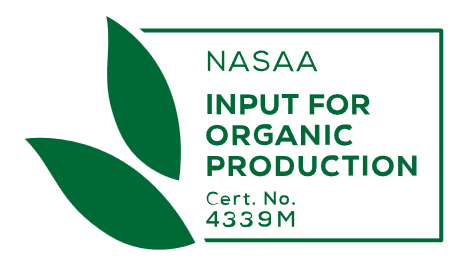 NASAA
INPUT FOR
ORGANIC
PRODUCTION
Cert. No.
4339M